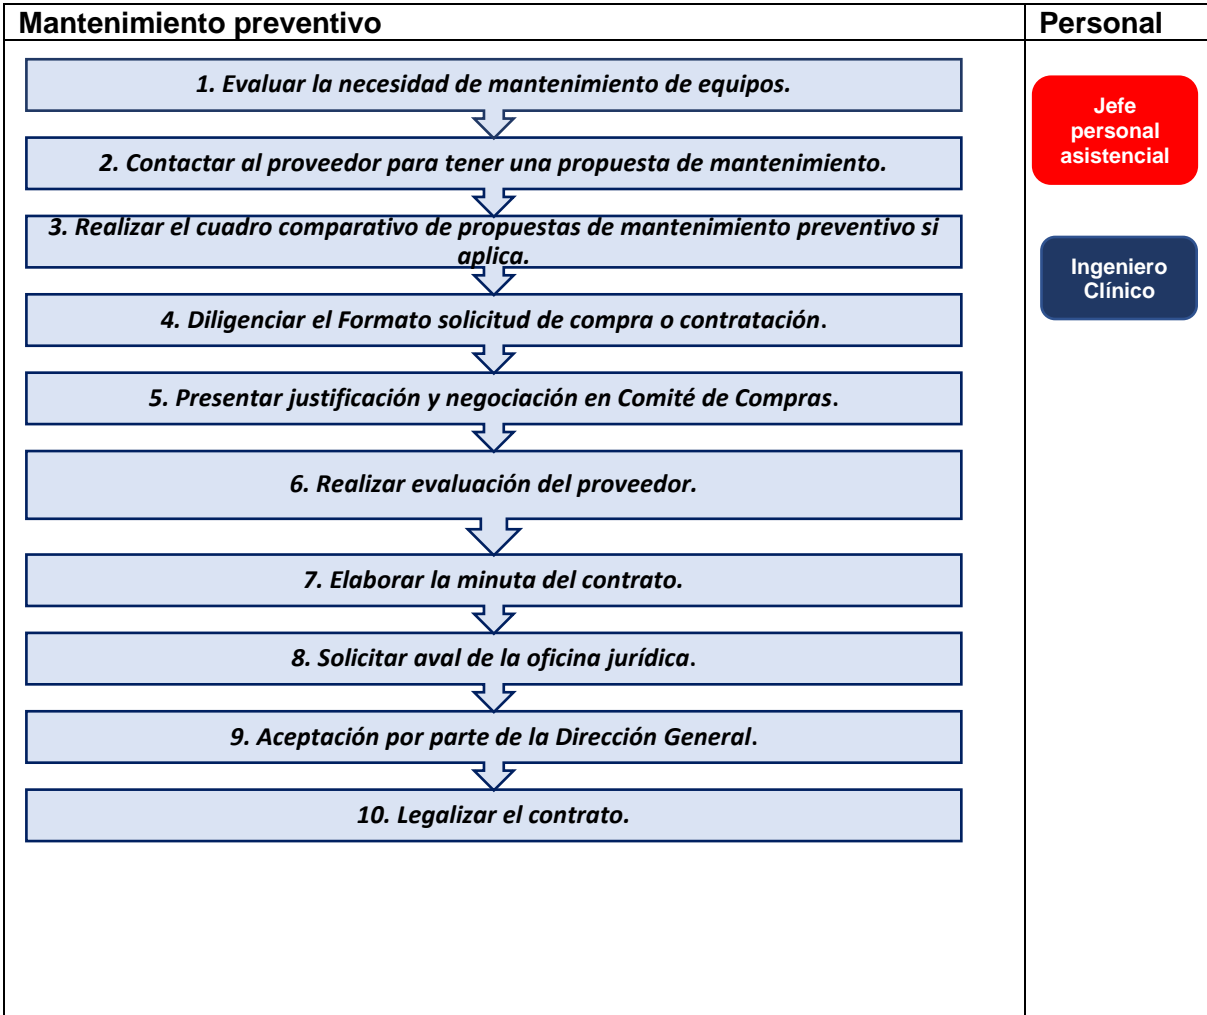 Mantenimiento preventivo
Personal
1. Evaluar la necesidad de mantenimiento de equipos.
2. Contactar al proveedor para tener una propuesta de mantenimiento.
3. Realizar el cuadro comparativo de propuestas de mantenimiento preventivo si
aplica.
4. Diligenciar el Formato solicitud de compra o contratación.
5. Presentar justificación y negociación en Comité de Compras.
6. Realizar evaluación del proveedor.
7. Elaborar la minuta del contrato.
8. Solicitar aval de la oficina jurídica.
9. Aceptación por parte de la Dirección General.
10. Legalizar el contrato.
Jefe
personal
asistencial
Ingeniero
Clínico